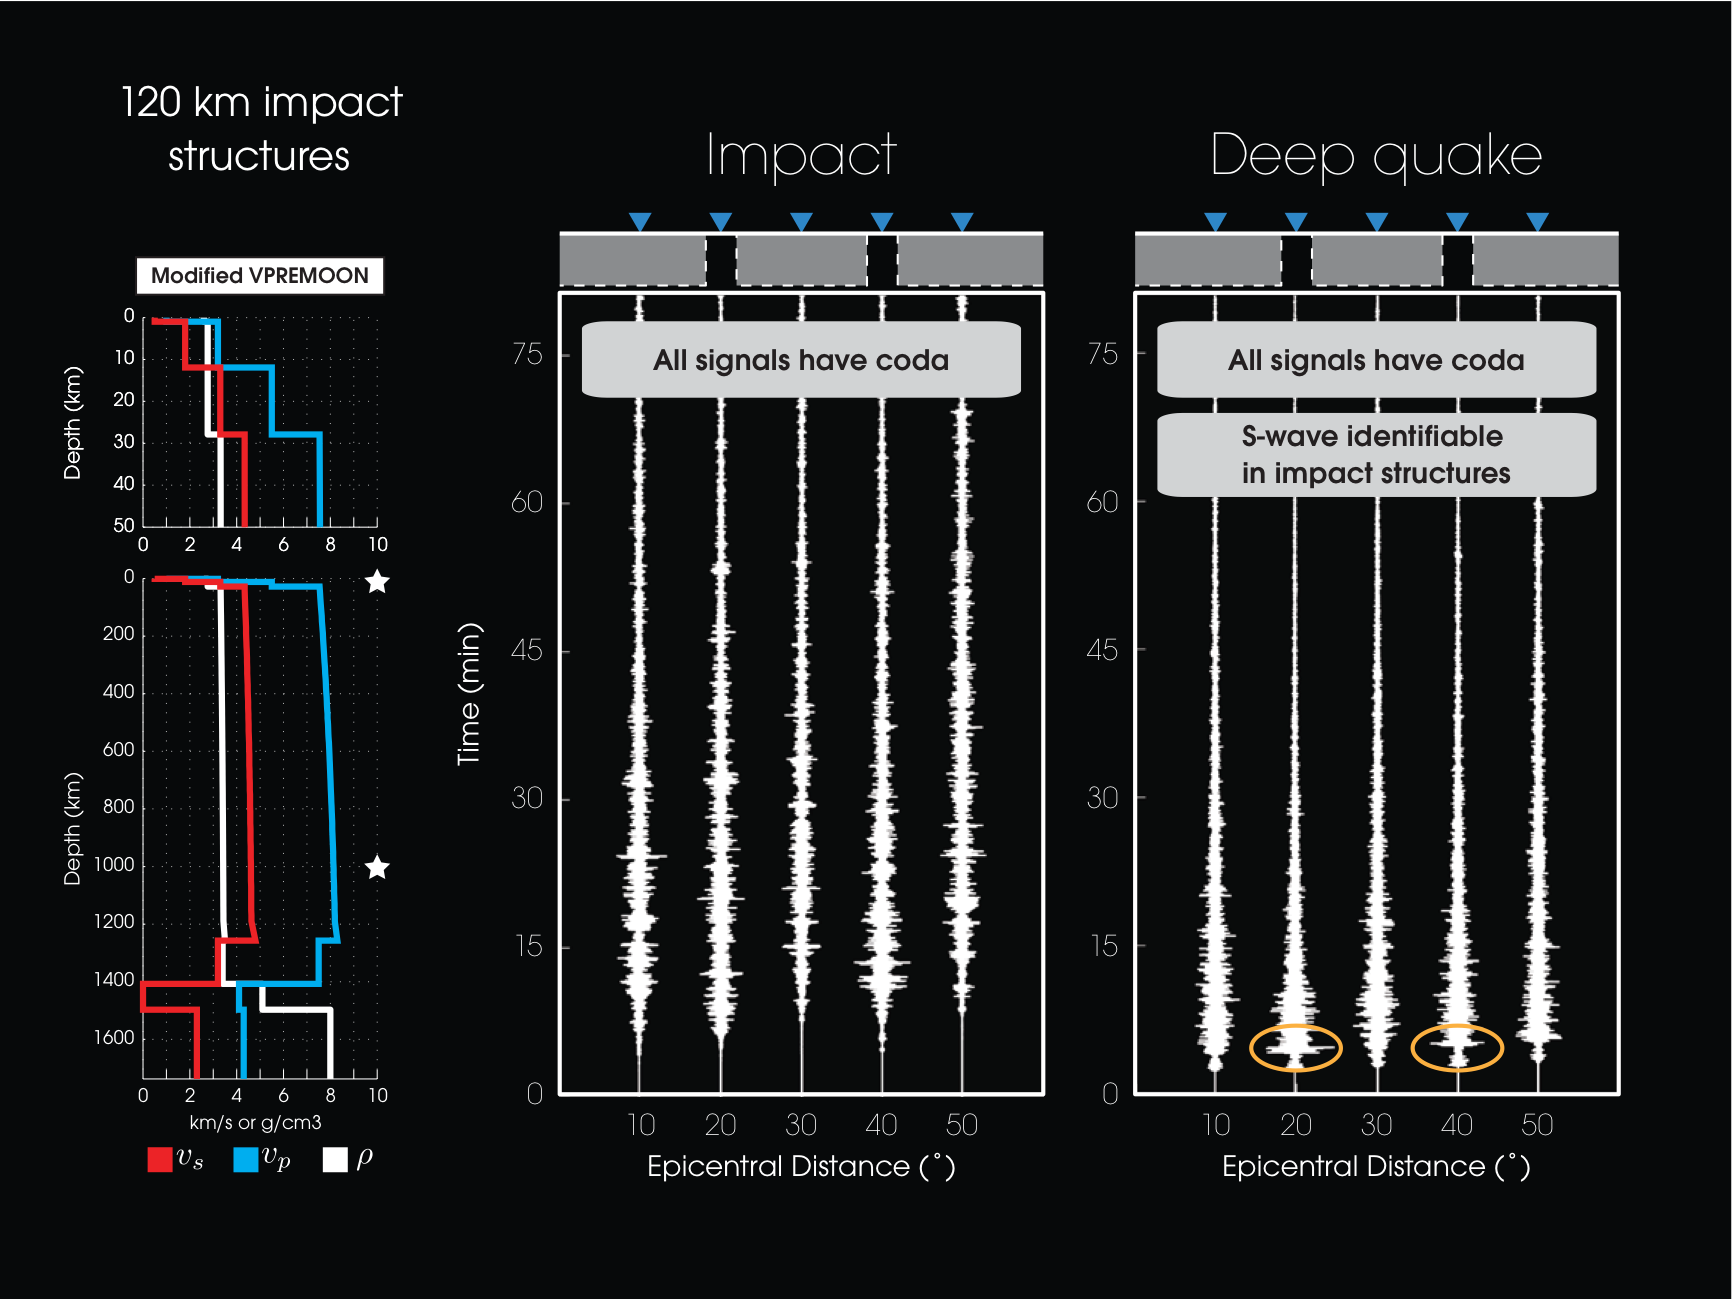 120 km impact
structures
Impact
Deep quake
Modified VPREMOON
0
10
20
30
40
50
Depth (km)
0 2 4 6 8 10
0
200
400
600
800
1000
1200
1400
1600
Depth (km)
0 2 4 6 8 10
km/s or g/cm3
vs vp ρ
All signals have coda
75
60
45
30
15
0
Time (min)
10 20 30 40 50
Epicentral Distance (°)
All signals have coda
S-wave identifiable
in impact structures
75
60
45
30
15
0
10 20 30 40 50
Epicentral Distance (°)